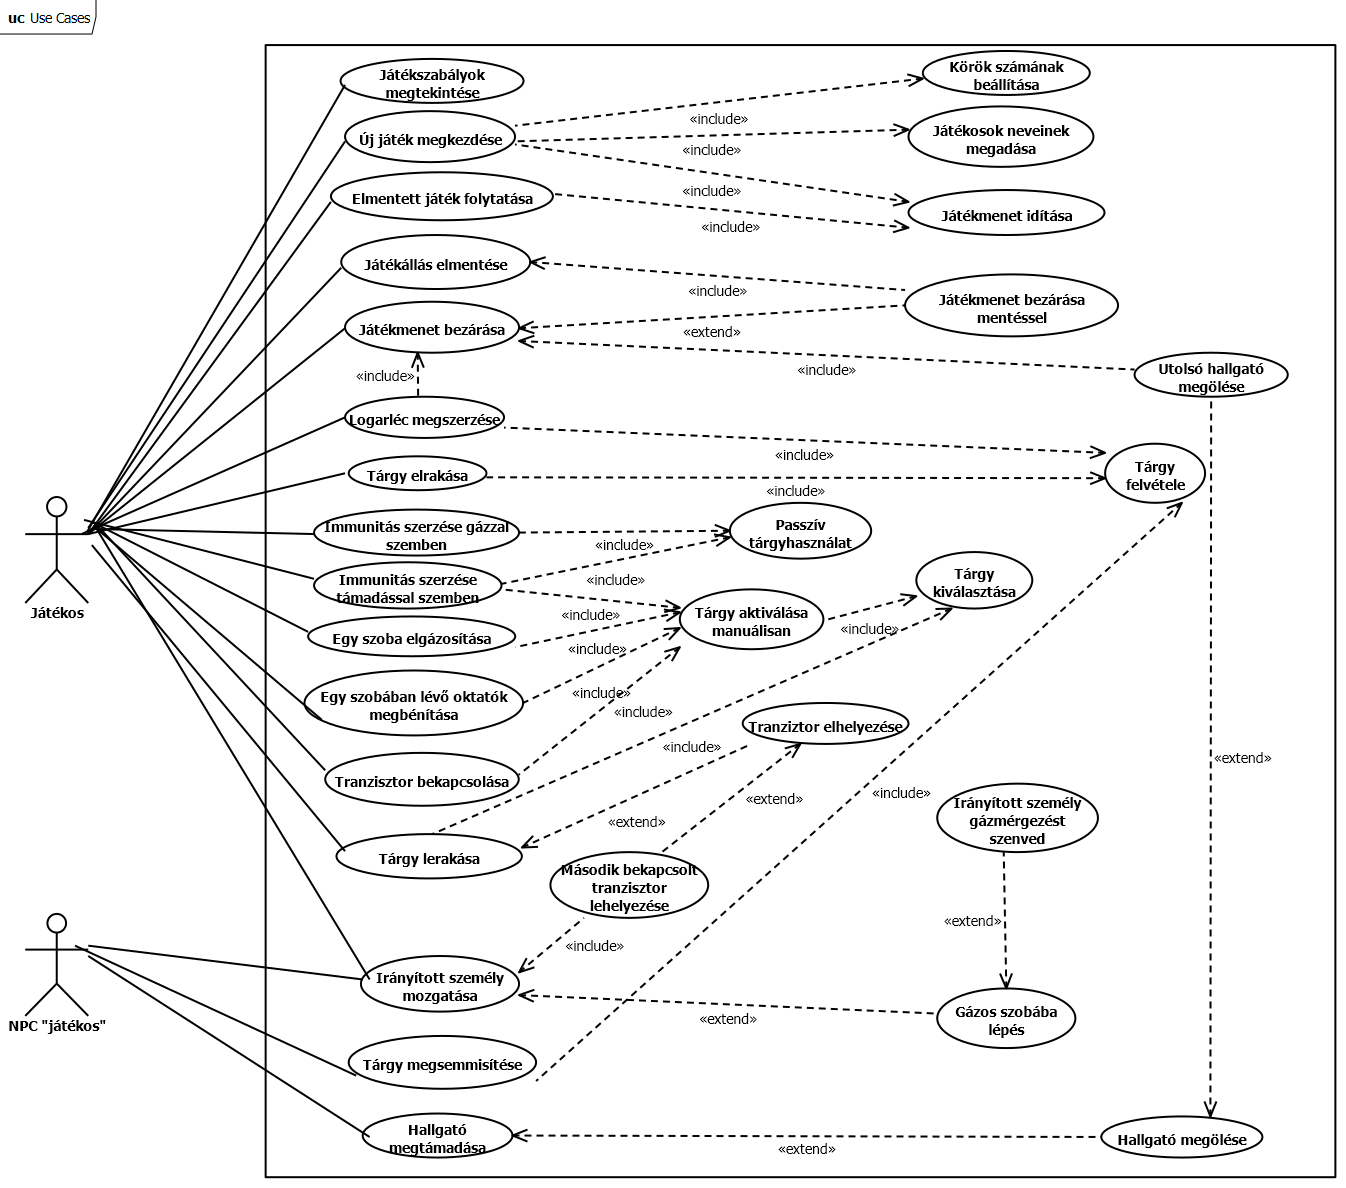 uc Use Cases
Játékszabályok
megtekintése
Körök számának
beállítása
«include»
Új játék megkezdése
Játékosok neveinek
megadása
«include»
«include»
Elmentett játék folytatása
Játékmenet idítása
«include»
Játékállás elmentése
«include»
Játékmenet bezárása
mentéssel
Játékmenet bezárása
«extend»
«include»
Utolsó hallgató
megölése
«include»
Logarléc megszerzése
«include»
Tárgy elrakása
Tárgy
felvétele
«include»
Immunitás szerzése gázzal
szemben
Passzív
tárgyhasználat
«include»
Immunitás szerzése
támadással szemben
«include»
Tárgy
kiválasztása
«include»
Tárgy aktiválása
manuálisan
«include»
Egy szoba elgázosítása
«include»
Egy szobában lévő oktatók
megbénítása
«include»
«include»
Tranziztor elhelyezése
«include»
Tranzisztor bekapcsolása
«extend»
«extend»
«include»
«extend»
Irányított személy
gázmérgezést
szenved
Tárgy lerakása
Második bekapcsolt
tranzisztor
lehelyezése
«extend»
«include»
Irányított személy
mozgatása
«extend»
Gázos szobába
lépés
Tárgy megsemmisítése
Hallgató
megtámadása
«extend»
Hallgató megölése
Játékos
NPC "játékos"